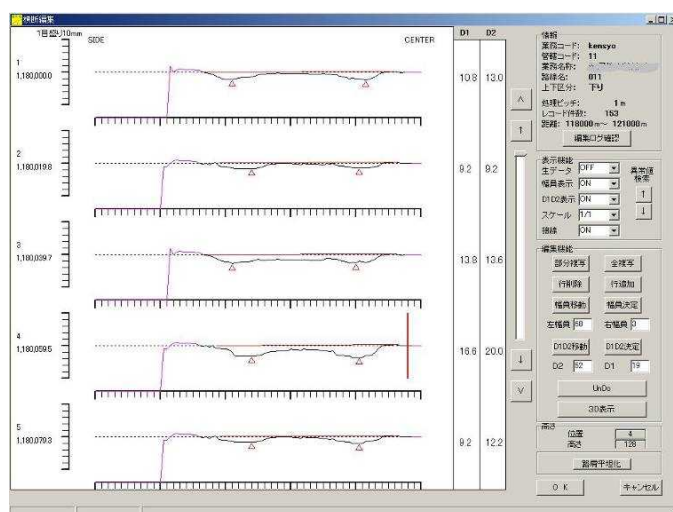 横断編集
1目盛り10mm
SIDE
CENTER
D1 D2
1
1,180,000.0
10.8 13.0
2
1,180,019.8
9.2 9.2
3
1,180,039.7
13.8 13.6
4
1,180,059.5
16.6 20.0
5
1,180,079.3
9.2 12.2
∧
↑
↓
∨
情報
業務コード: kensyo
管轄コード: 11
業務名称:
路線名: 011
上下区分: 下り
処理ピッチ: 1 m
レコード件数: 153
距離: 118000m~ 121000m
編集ログ確認
表示機能
生データ OFF
幅員表示 ON
D1D2表示 ON
スケール 1/1
ON
異常値
検索
↑
↓
編集機能
部分複写 全複写
行削除 行追加
幅員移動 幅員決定
左幅員 60 右幅員 0
D1D2移動 D1D2決定
D2 52 D1 19
UnDo
3D表示
高さ
位置 4
高さ 128
路肩平坦化
OK キャンセル